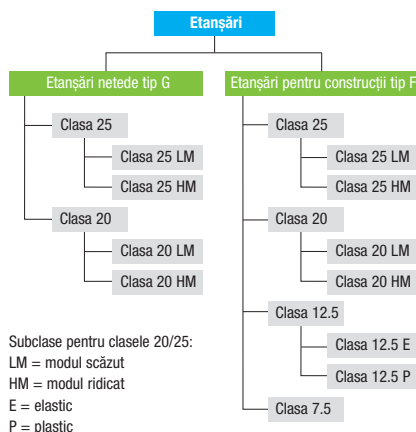 Etanșări
Etanșări netede tip G
Clasa 25
Clasa 25 LM
Clasa 25 HM
Clasa 20
Clasa 20 LM
Clasa 20 HM
Etanșări pentru construcții tip F
Clasa 25
Clasa 25 LM
Clasa 25 HM
Clasa 20
Clasa 20 LM
Clasa 20 HM
Clasa 12.5
Clasa 12.5 E
Clasa 12.5 P
Clasa 7.5
Subclase pentru clasele 20/25:
LM = modul scăzut
HM = modul ridicat
E = elastic
P = plastic